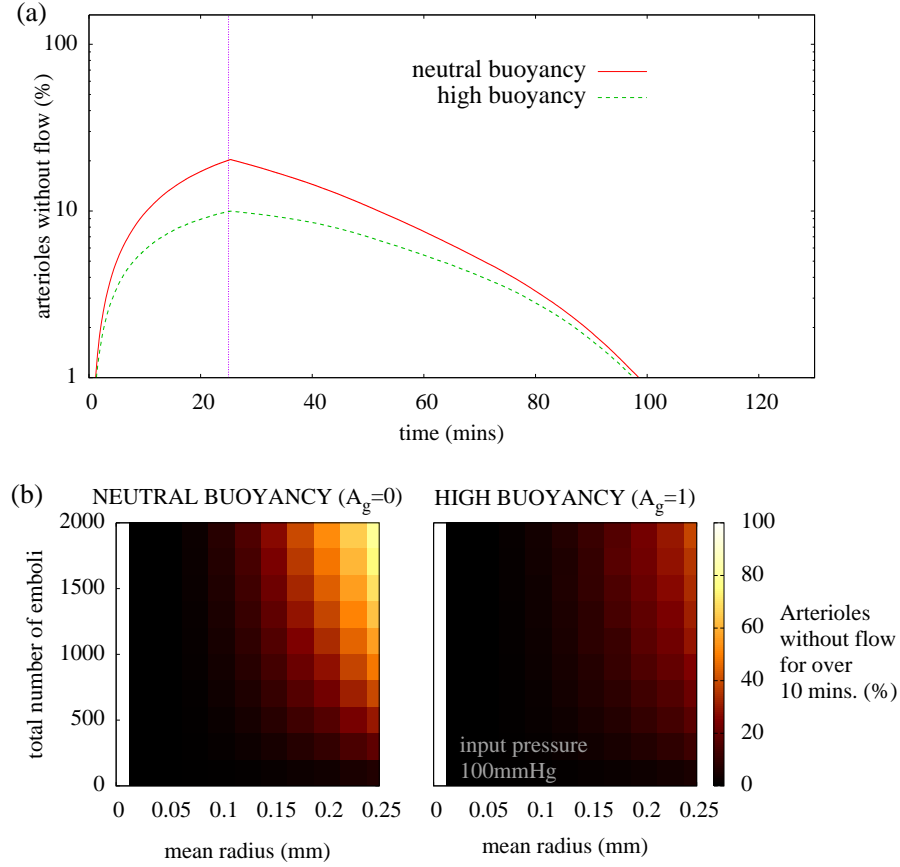 (a)
100
10
1
arterioles without flow (%)
neutral buoyancy
high buoyancy
0 20 40 60 80 100 120
time (mins)
(b)
NEUTRAL BUOYANCY (A_g=0)
HIGH BUOYANCY (A_g=1)
2000
1500
1000
500
0
total number of emboli
0 0.05 0.1 0.15 0.2 0.25
mean radius (mm)
input pressure
100mmHg
0 0.05 0.1 0.15 0.2 0.25
mean radius (mm)
100
80
60
40
20
0
Arterioles
without flow
for over
10 mins. (%)